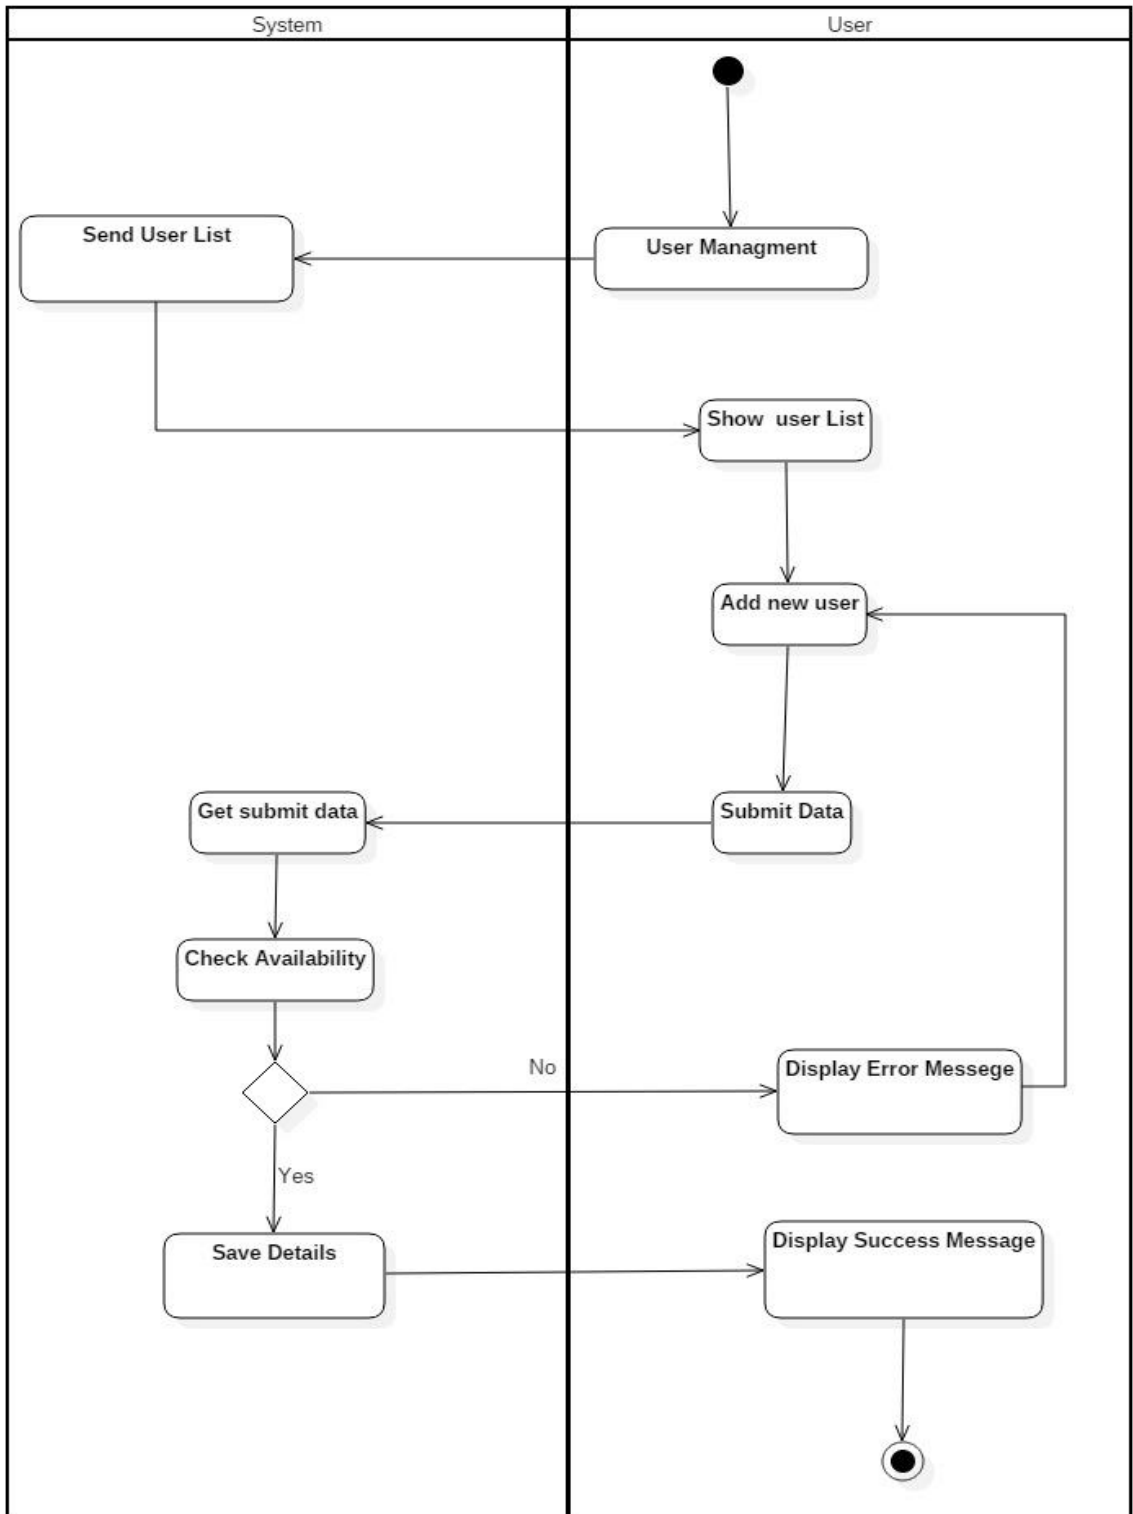 System
User
Send User List
User Managment
Show  user List
Add new user
Get submit data
Submit Data
Check Availability
No
Display Error Messege
Yes
Save Details
Display Success Message